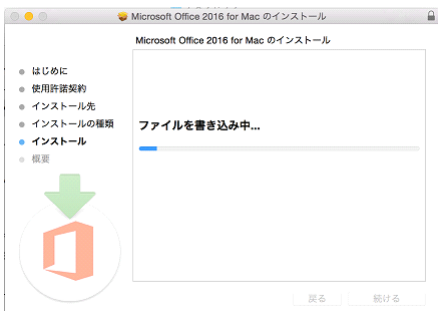 Microsoft Office 2016 for Mac のインストール
Microsoft Office 2016 for Mac のインストール
はじめに
使用許諾契約
インストール先
インストールの種類
インストール
概要
ファイルを書き込み中...
戻る
続ける